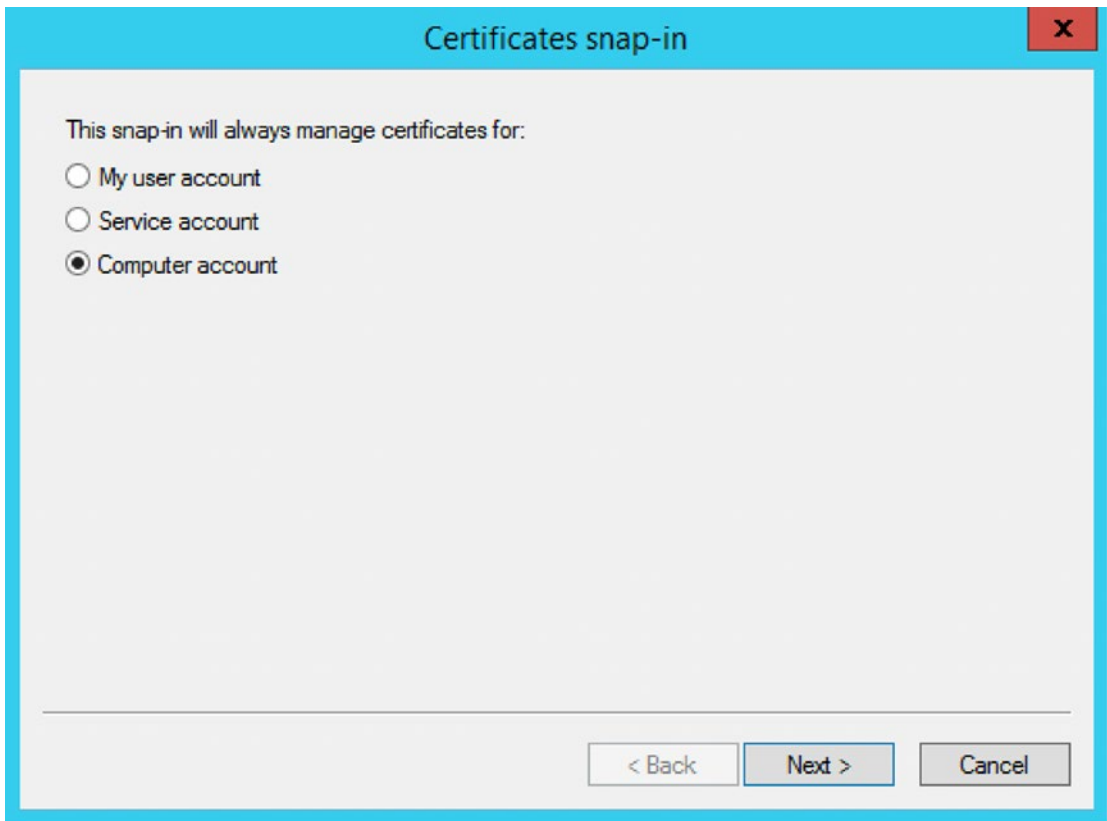 Certificates snap-in
x
This snap-in will always manage certificates for:
My user account
Service account
Computer account
< Back
Next >
Cancel